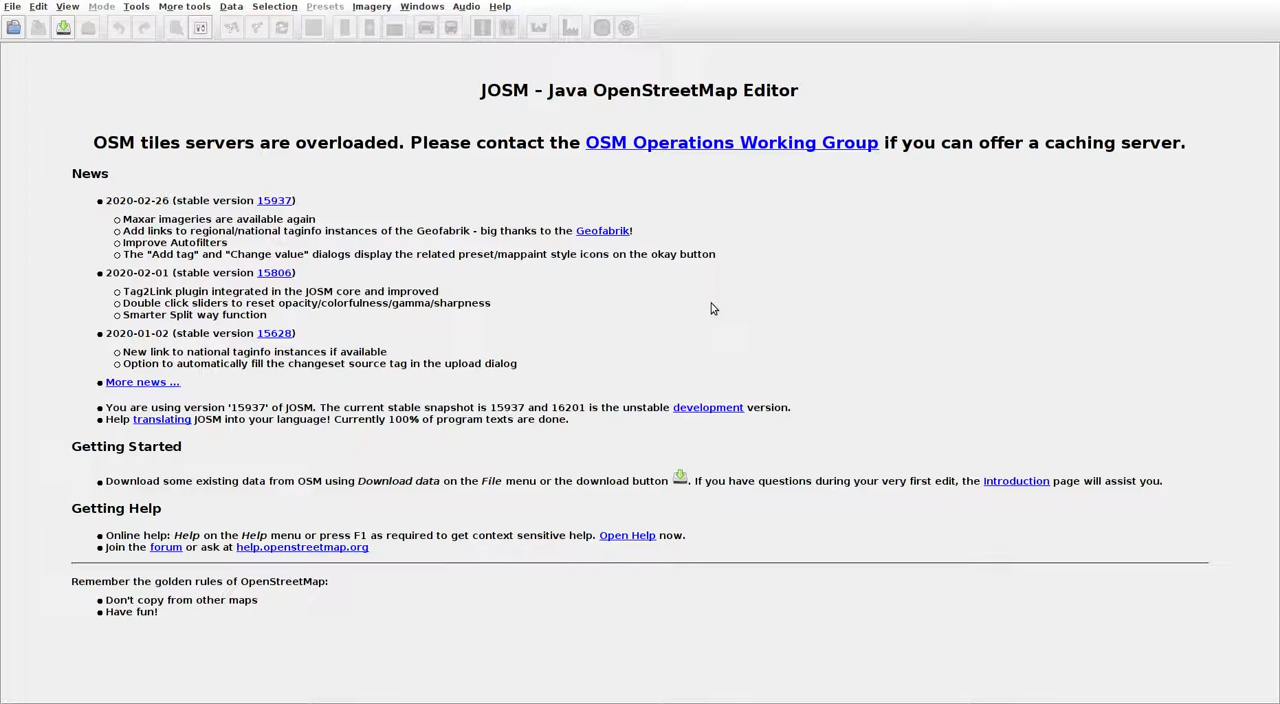 File Edit View Mode Tools More tools Data Selection Presets Imagery Windows Audio Help
JOSM – Java OpenStreetMap Editor
OSM tiles servers are overloaded. Please contact the OSM Operations Working Group if you can offer a caching server.
News
2020-02-26 (stable version 15937)
Maxar imageries are available again
Add links to regional/national taginfo instances of the Geofabrik - big thanks to the Geofabrik!
Improve Autofilters
The "Add tag" and "Change value" dialogs display the related preset/mappaint style icons on the okay button
2020-02-01 (stable version 15806)
Tag2Link plugin integrated in the JOSM core and improved
Double click sliders to reset opacity/colorfulness/gamma/sharpness
Smarter Split way function
2020-01-02 (stable version 15628)
New link to national taginfo instances if available
Option to automatically fill the changeset source tag in the upload dialog
More news ...
You are using version '15937' of JOSM. The current stable snapshot is 15937 and 16201 is the unstable development version.
Help translating JOSM into your language! Currently 100% of program texts are done.
Getting Started
Download some existing data from OSM using Download data on the File menu or the download button . If you have questions during your very first edit, the Introduction page will assist you.
Getting Help
Online help: Help on the Help menu or press F1 as required to get context sensitive help. Open Help now.
Join the forum or ask at help.openstreetmap.org
Remember the golden rules of OpenStreetMap:
Don't copy from other maps
Have fun!